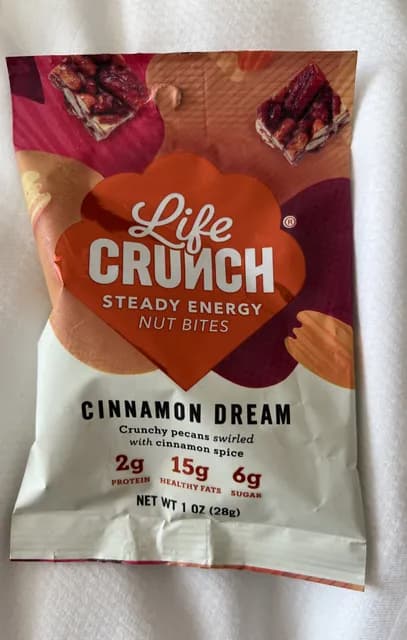 Life
CRUNCH
®
STEADY ENERGY
NUT BITES
CINNAMON DREAM
Crunchy pecans swirled
with cinnamon spice
2g 15g 6g
PROTEIN HEALTHY FATS SUGAR
NET WT 1 OZ (28g)